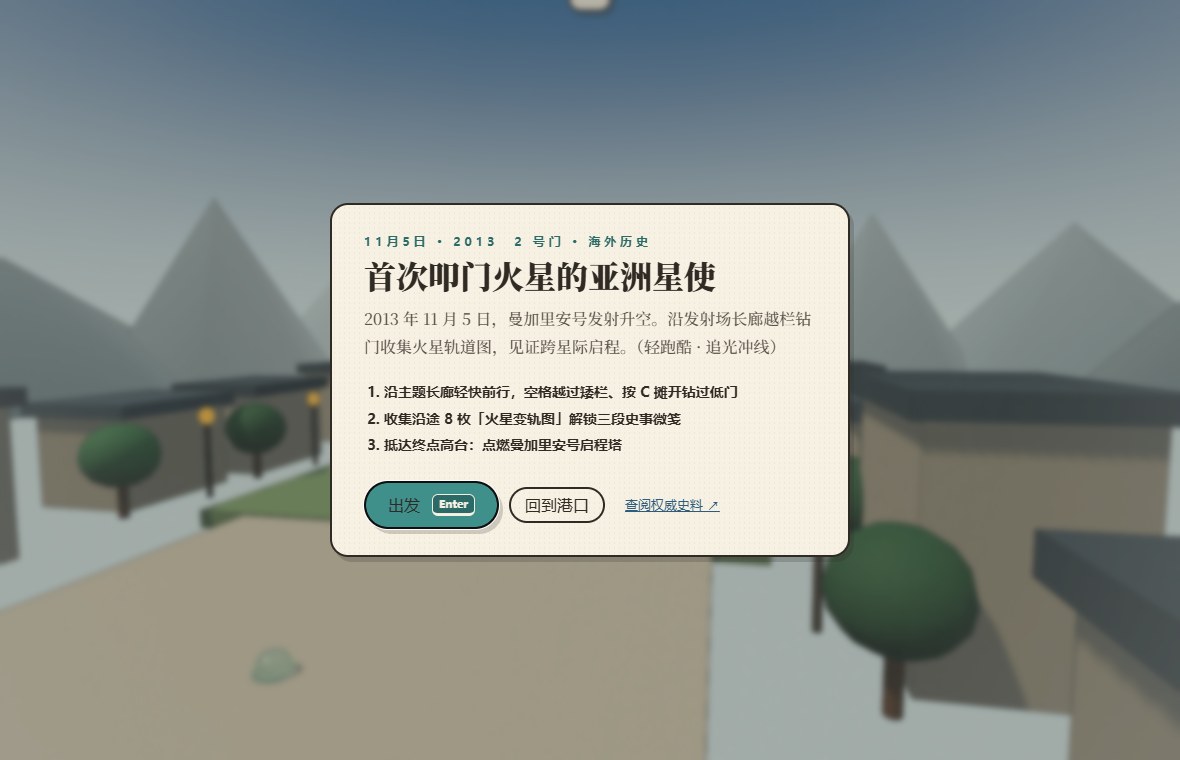 11月5日 • 2013 2 号门 • 海外历史
首次叩门火星的亚洲星使
2013 年 11 月 5 日，曼加里安号发射升空。沿发射场长廊越栏钻
门收集火星轨道图，见证跨星际启程。（轻跑酷 · 追光冲线）
1. 沿主题长廊轻快前行，空格越过矮栏、按 C 摊开钻过低门
2. 收集沿途 8 枚「火星变轨图」解锁三段史事微笺
3. 抵达终点高台：点燃曼加里安号启程塔
出发 Enter 回到港口 查阅权威史料 ↗